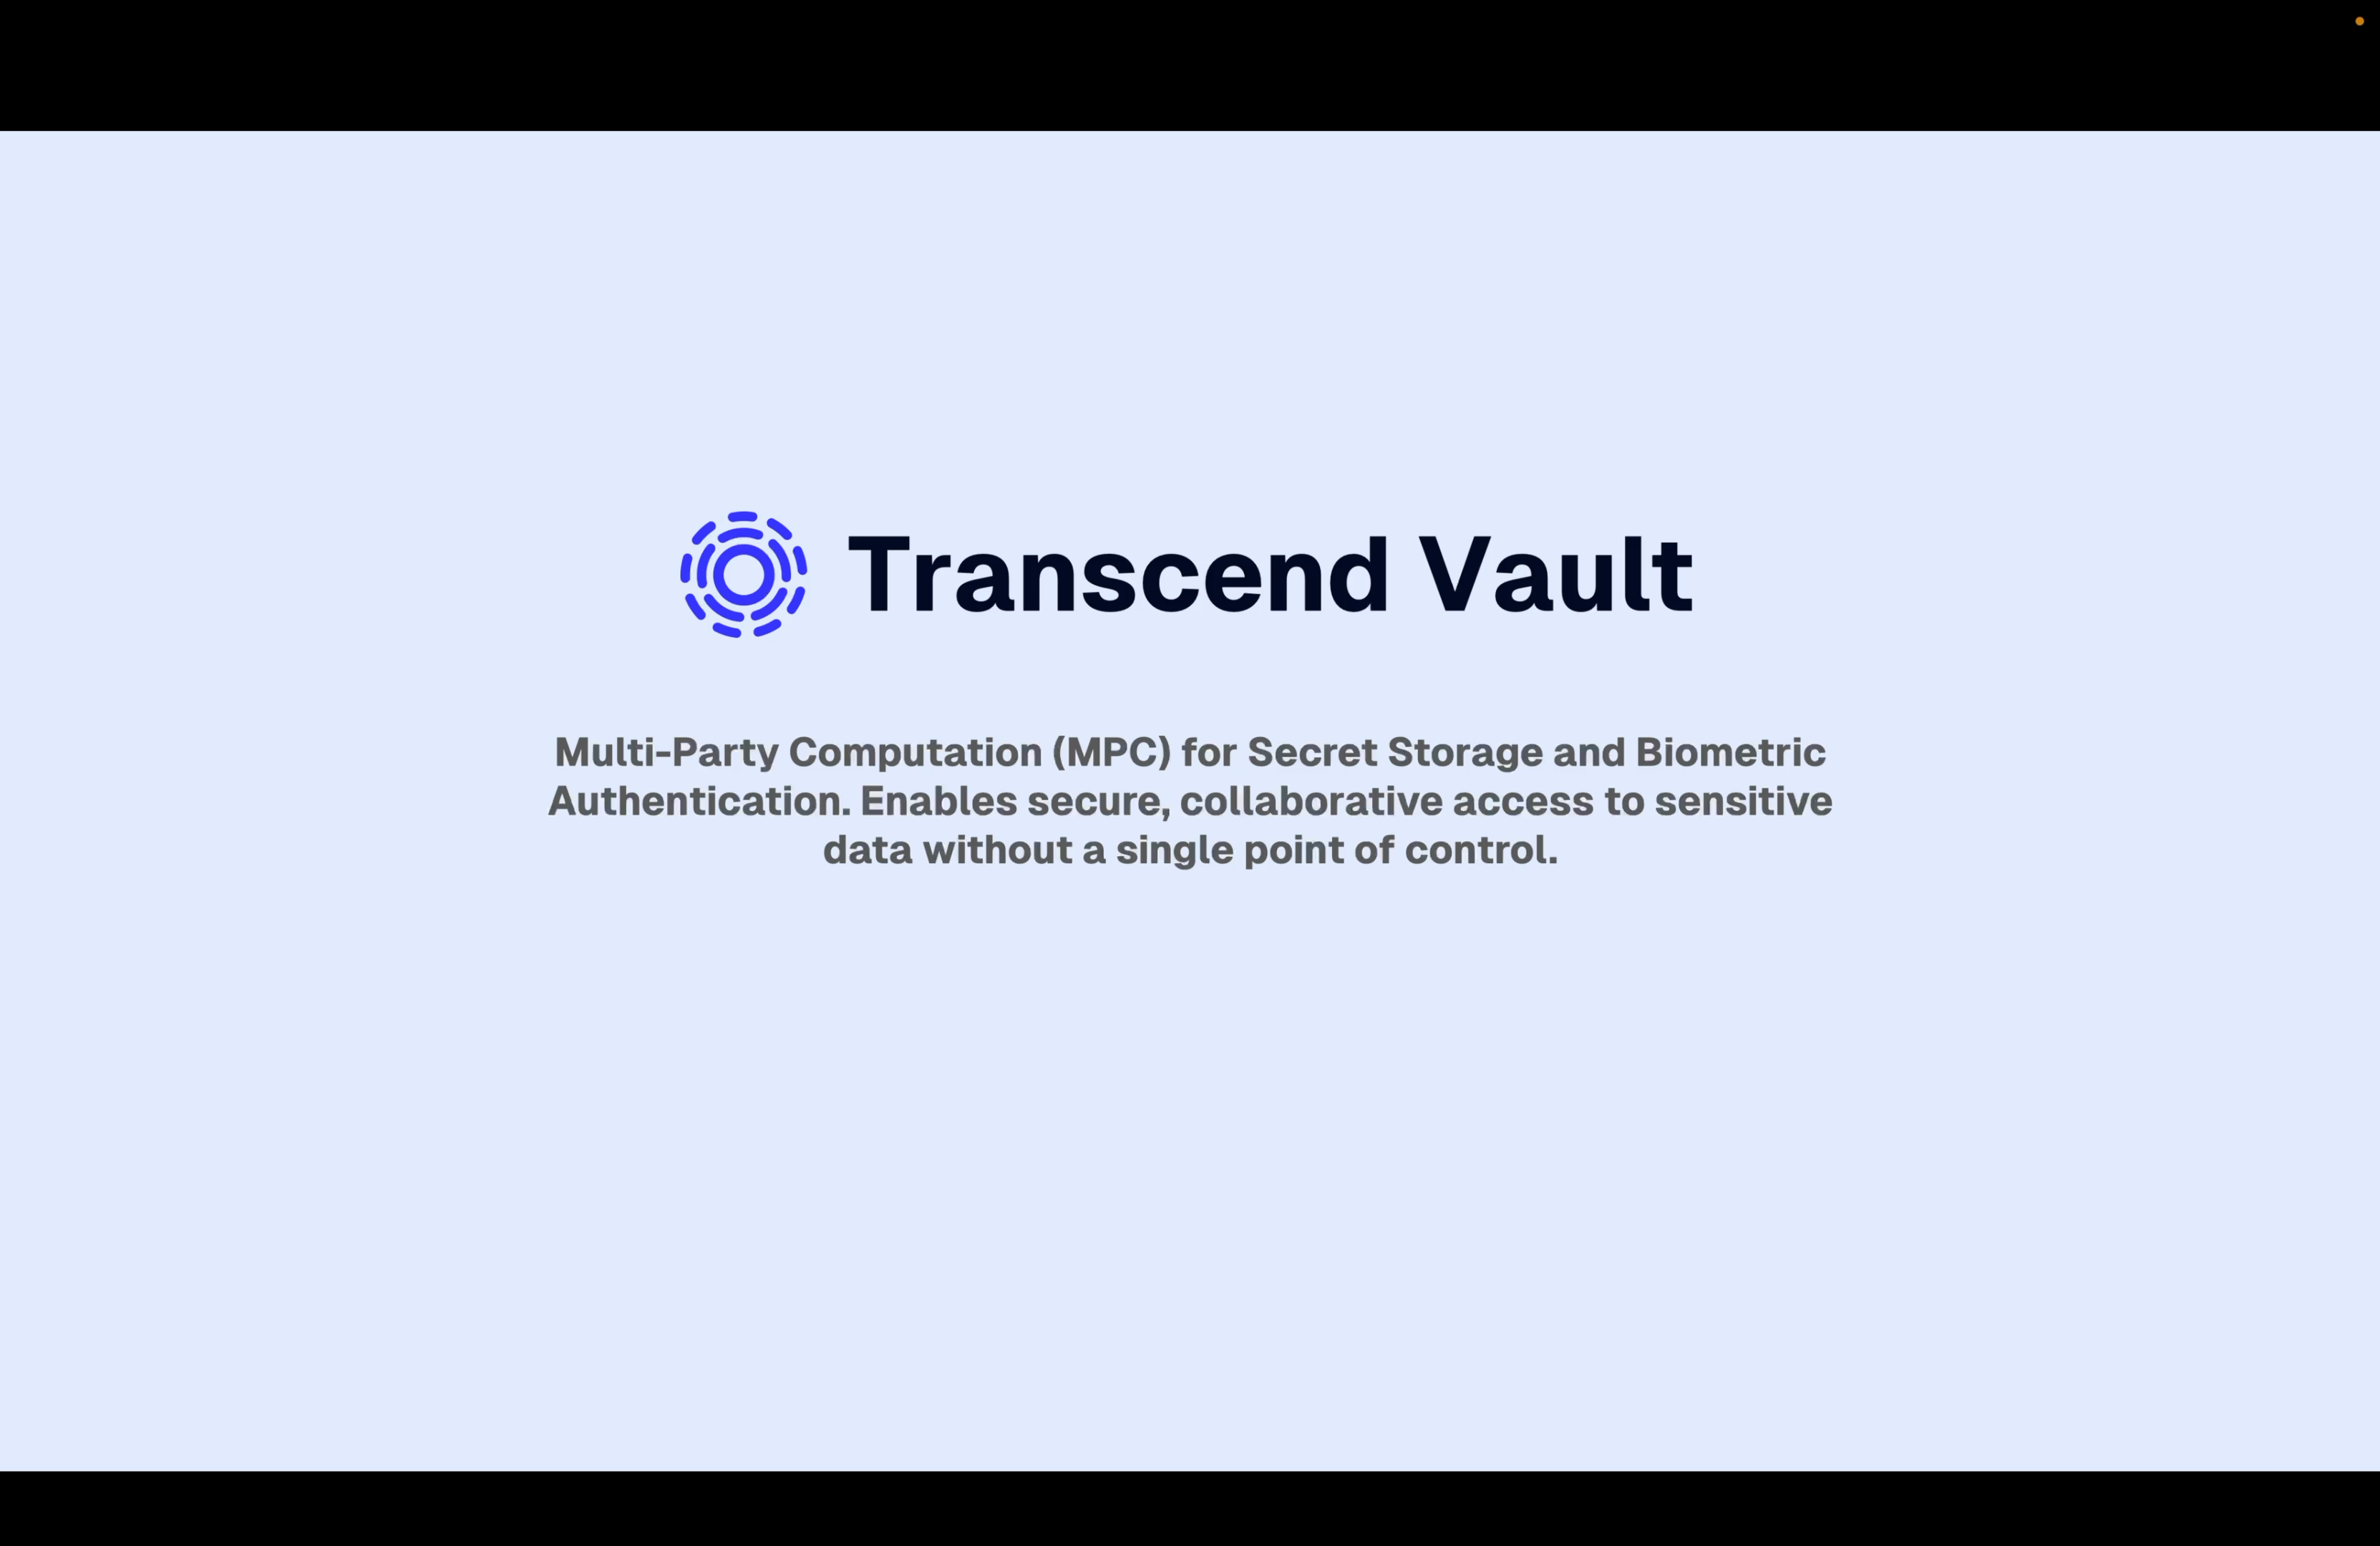 Transcend Vault
Multi-Party Computation (MPC) for Secret Storage and Biometric
Authentication. Enables secure, collaborative access to sensitive
data without a single point of control.